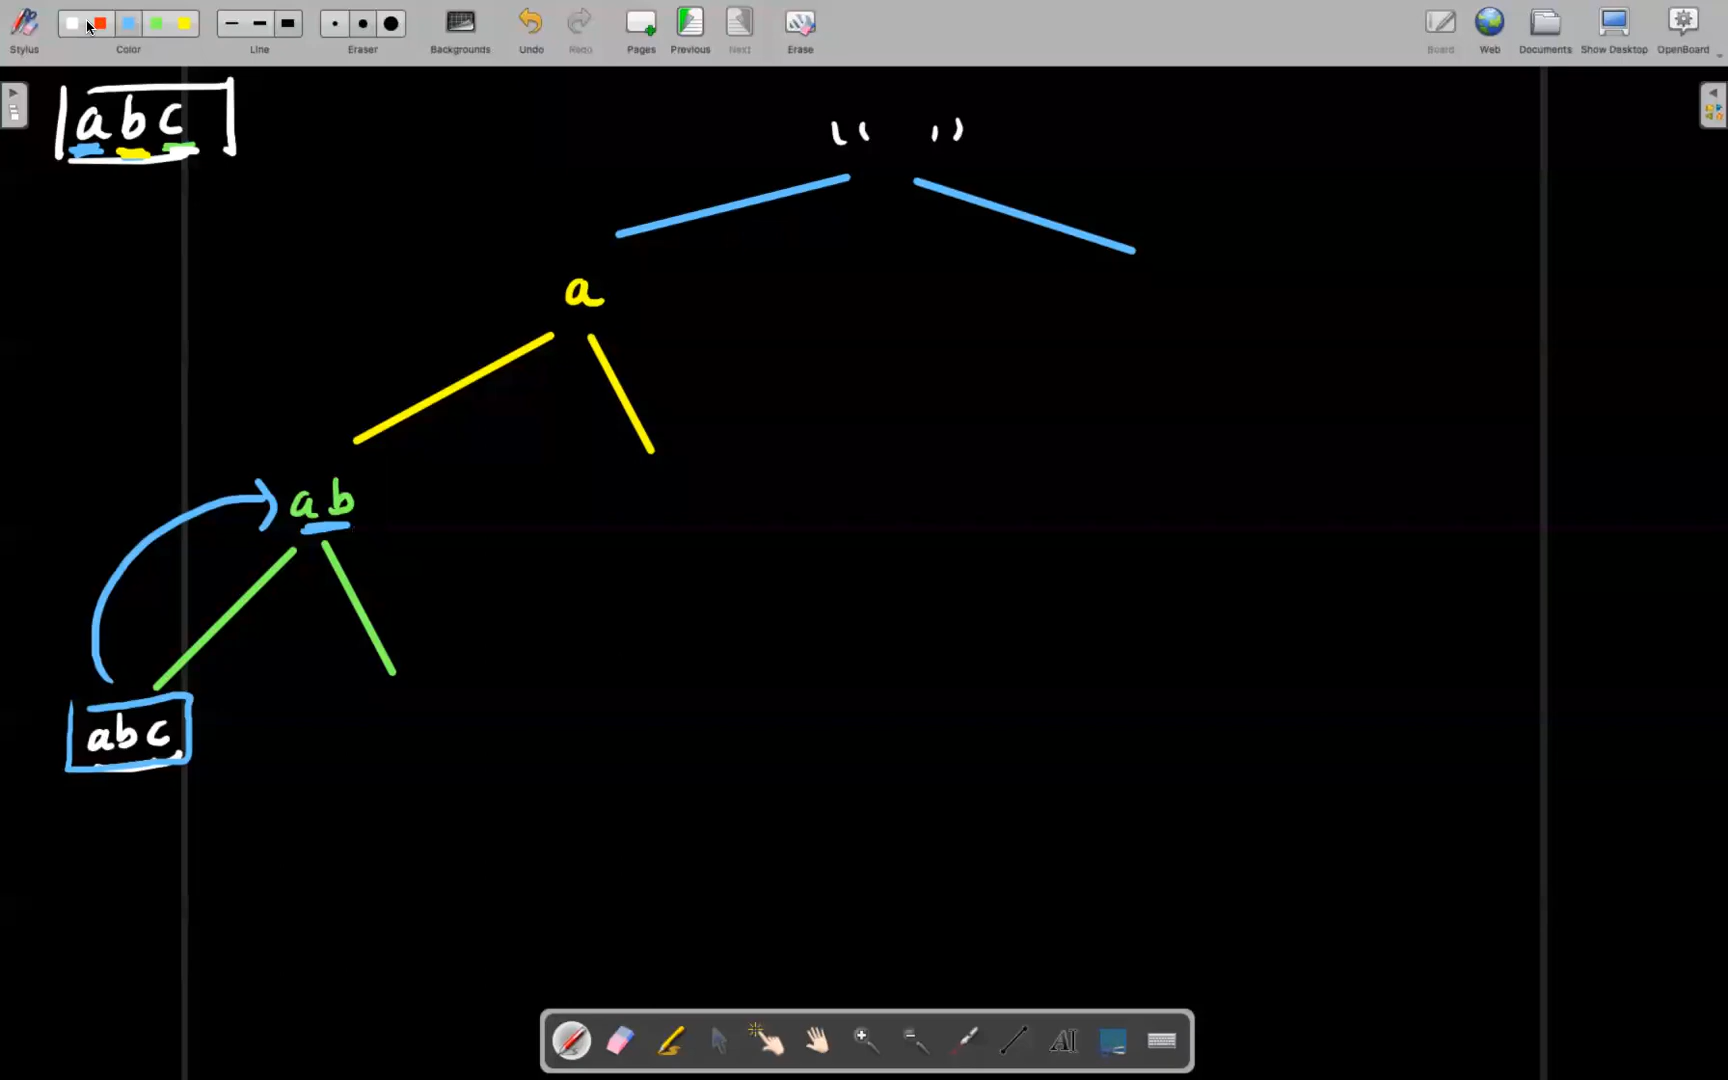 Stylus Color Line Eraser Backgrounds Undo Redo Pages Previous Next Erase Board Web Documents Show Desktop OpenBoard
abc
" "
a
ab
abc
AI